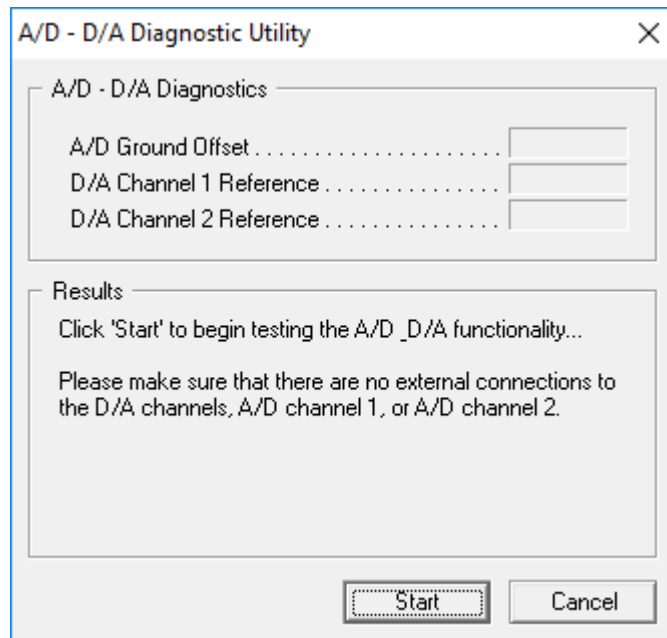 A/D - D/A Diagnostic Utility
A/D - D/A Diagnostics
A/D Ground Offset . . . . . . . . . . . . . . . . . . . . . .
D/A Channel 1 Reference . . . . . . . . . . . . . . .
D/A Channel 2 Reference . . . . . . . . . . . . . . .
Results
Click 'Start' to begin testing the A/D _D/A functionality...
Please make sure that there are no external connections to
the D/A channels, A/D channel 1, or A/D channel 2.
Start
Cancel